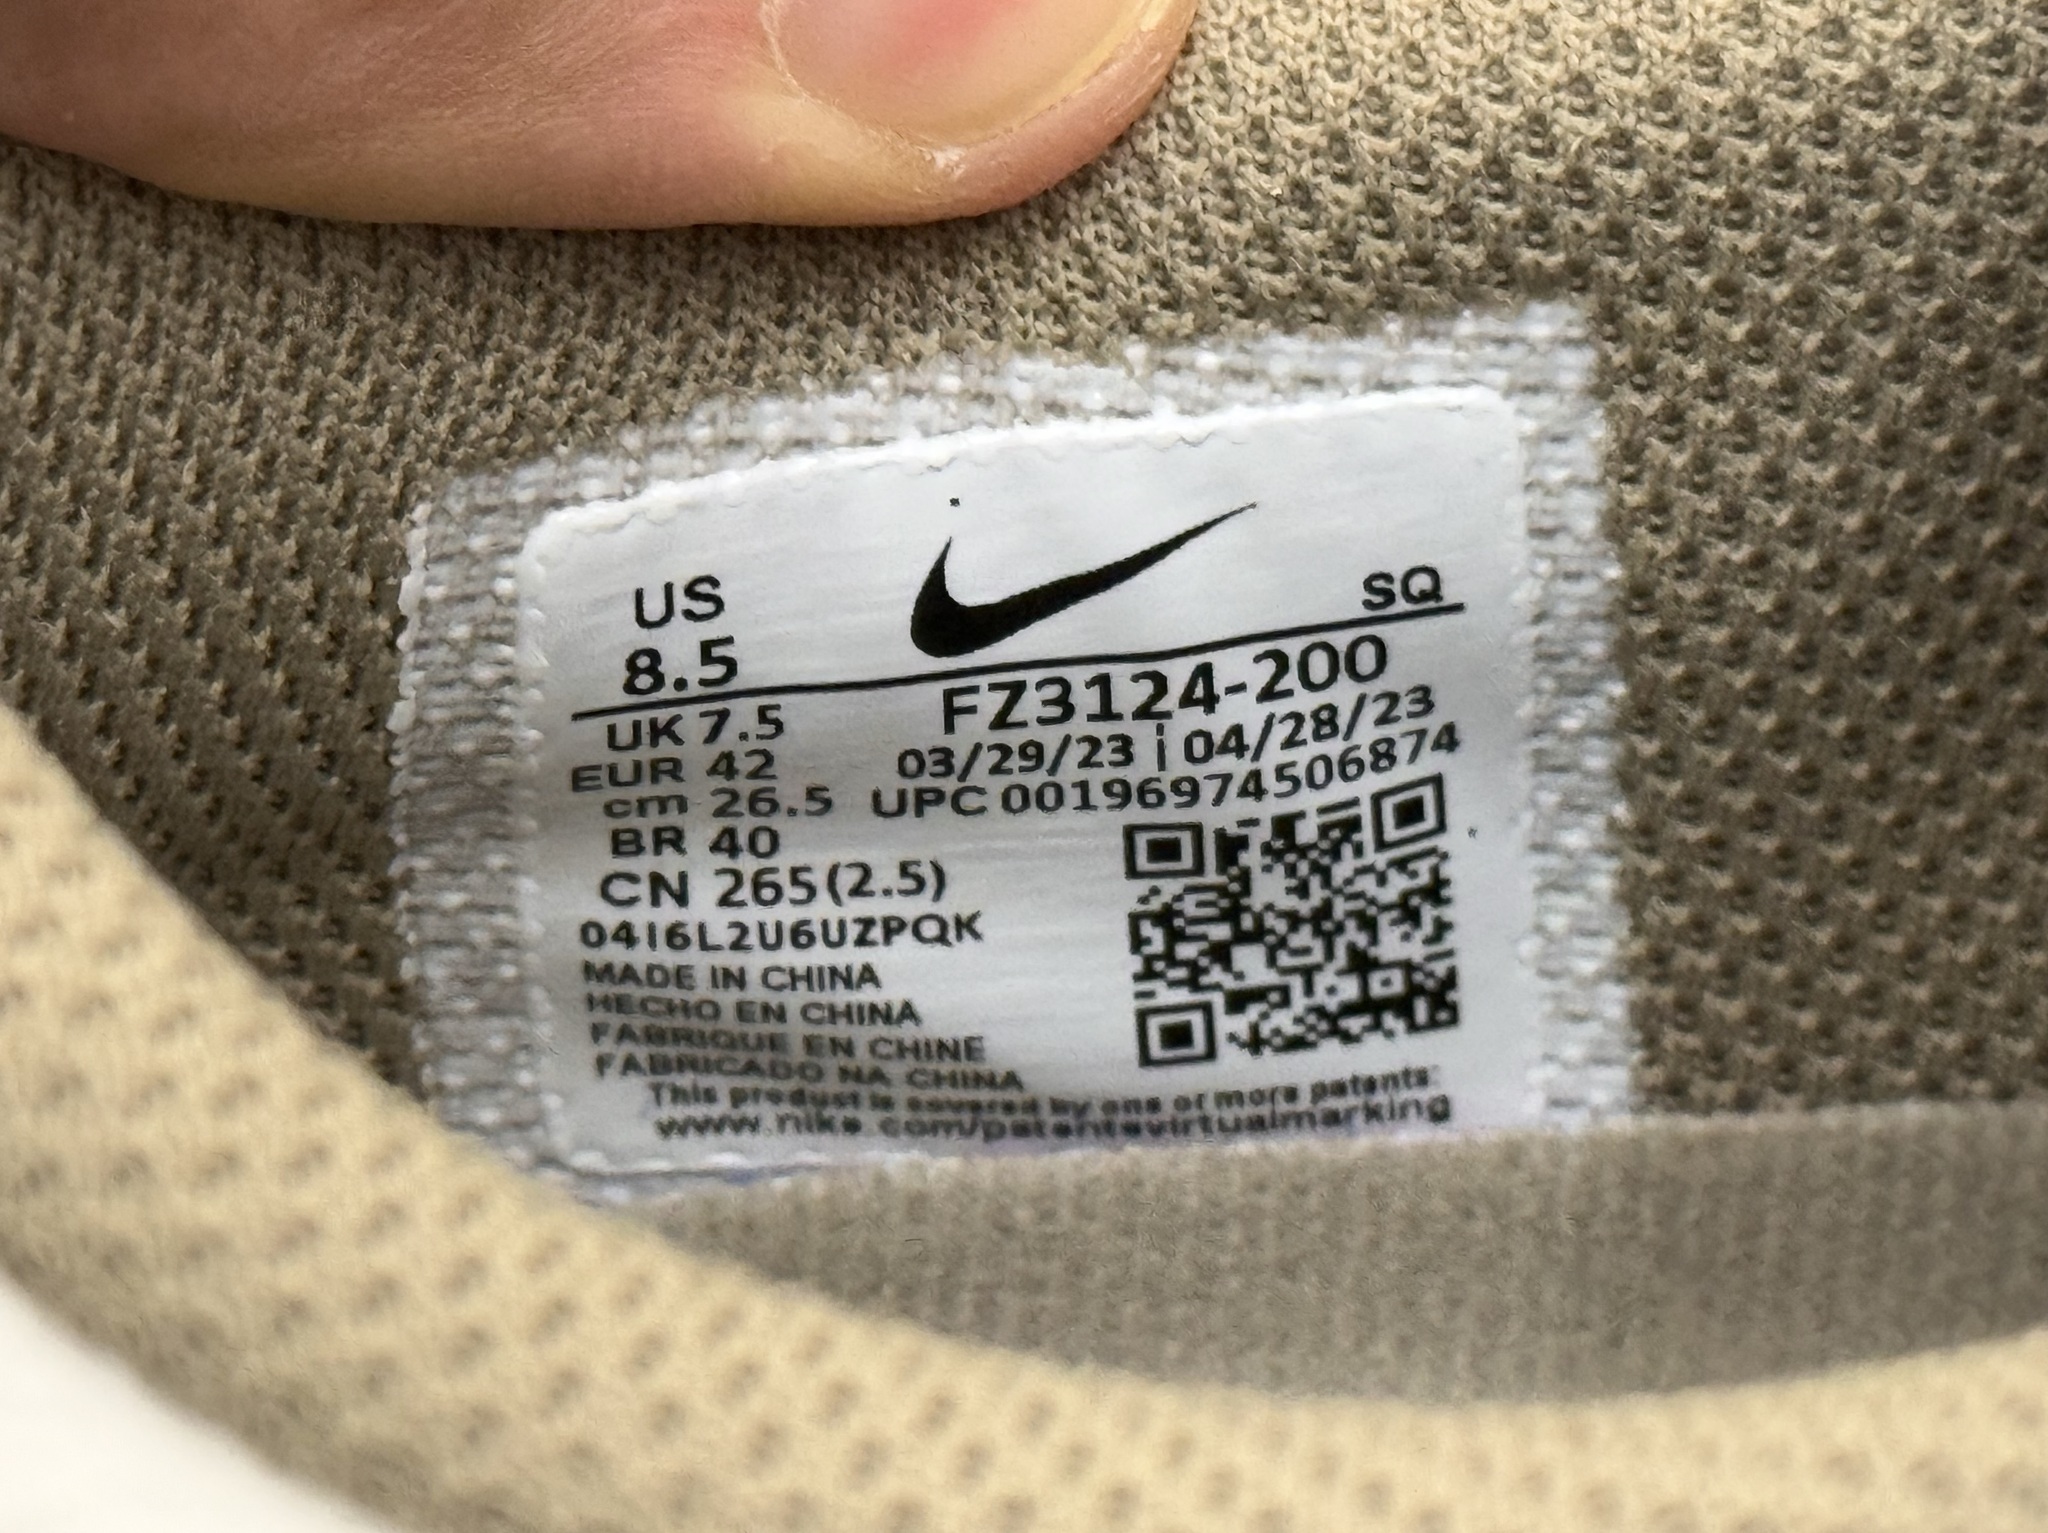 US
8.5
SQ
UK 7.5
FZ3124-200
EUR 42
03/29/23 | 04/28/23
cm 26.5
UPC 00196974506874
BR 40
CN 265(2.5)
04I6L2U6UZPQK
MADE IN CHINA
HECHO EN CHINA
FABRIQUE EN CHINE
FABRICADO NA CHINA
This product is covered by one or more patents:
www.nike.com/patentsvirtualmarking